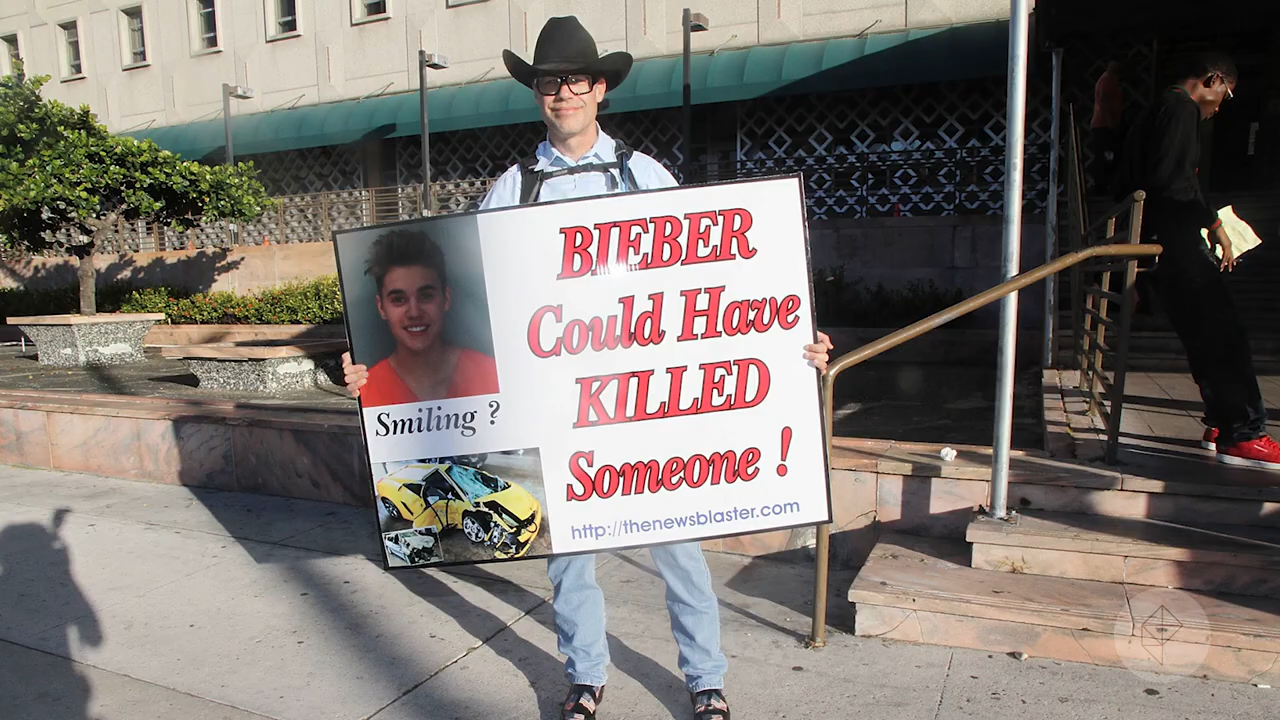 BIEBER
Could Have
KILLED
Someone !
Smiling ?
http://thenewsblaster.com